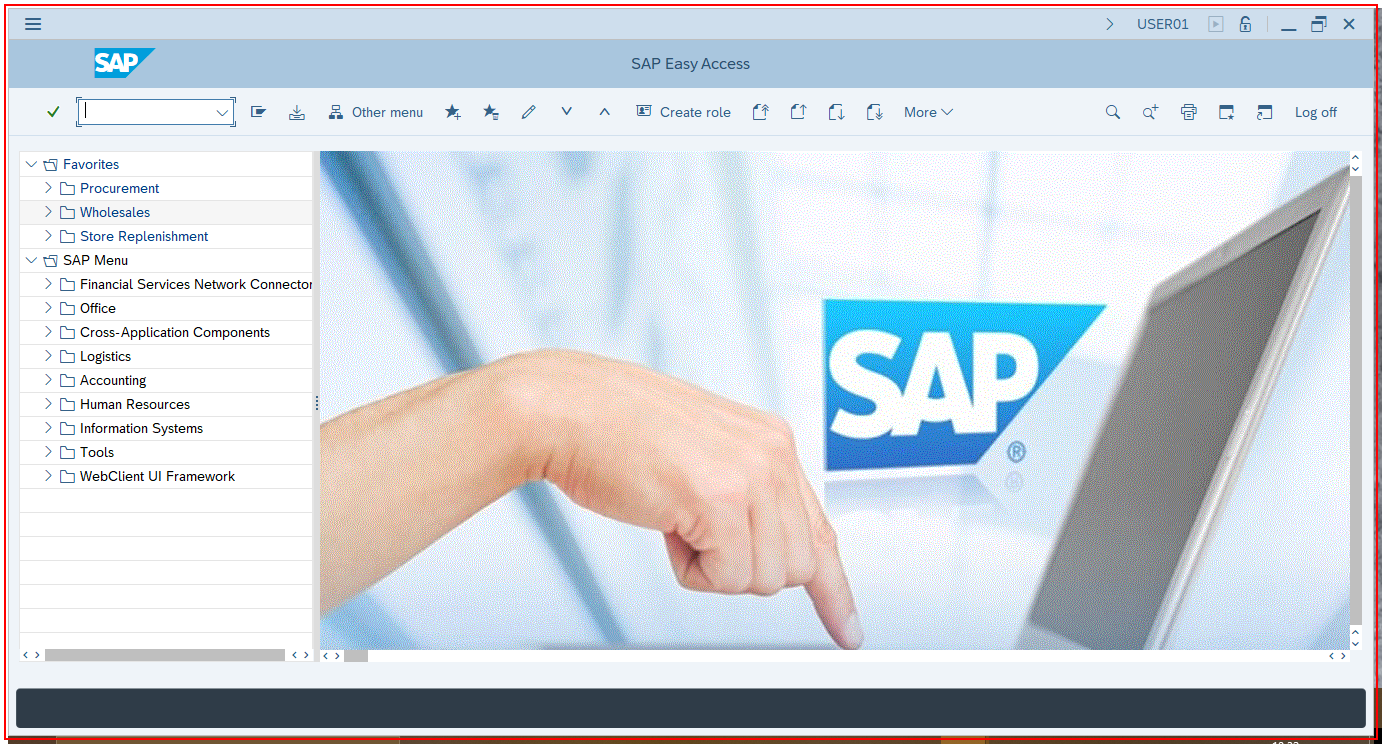 USER01
SAP
SAP Easy Access
Other menu
Create role
More
Log off
Favorites
Procurement
Wholesales
Store Replenishment
SAP Menu
Financial Services Network Connector
Office
Cross-Application Components
Logistics
Accounting
Human Resources
Information Systems
Tools
WebClient UI Framework
SAP
®